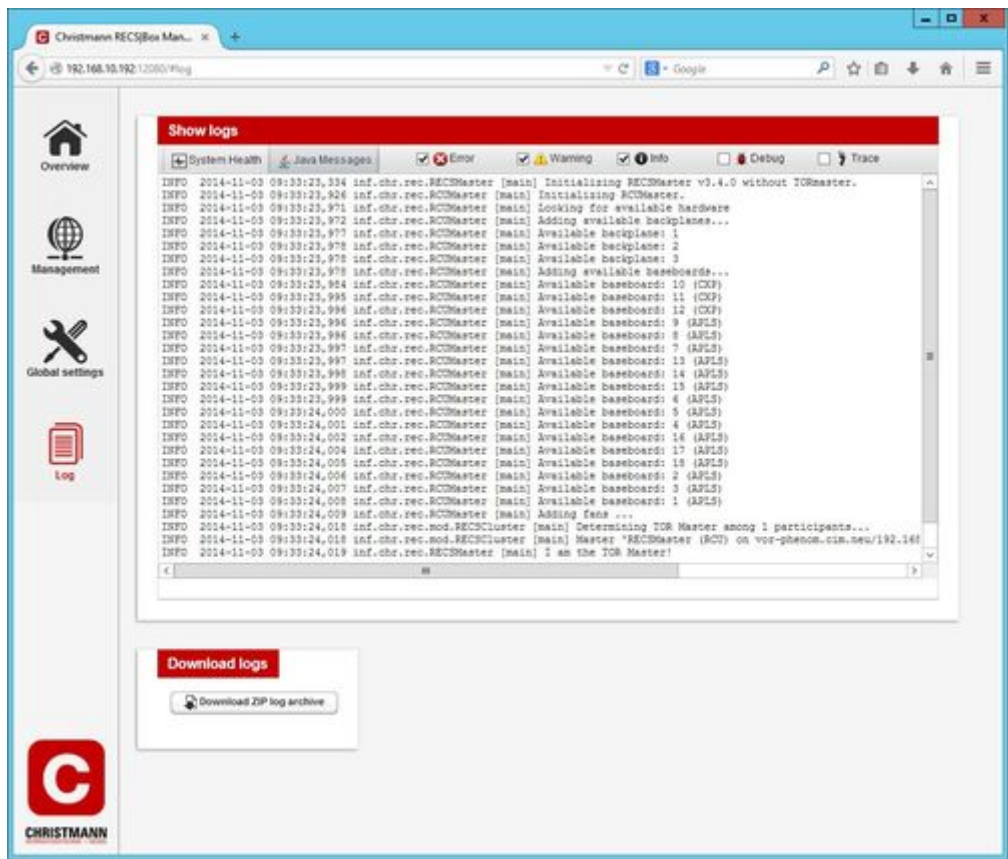 Christmann RECS|Box Man...
192.168.10.192:12080/#log
Google
Overview
Management
Global settings
Log
Show logs
System Health Java Messages Error Warning Info Debug Trace
INFO 2014-11-03 09:33:23,334 inf.chr.rec.RECSMaster [main] Initializing RECSMaster v3.4.0 without TORmaster.
INFO 2014-11-03 09:33:23,926 inf.chr.rec.RCUMaster [main] Initializing RCUMaster.
INFO 2014-11-03 09:33:23,971 inf.chr.rec.RCUMaster [main] Looking for available hardware
INFO 2014-11-03 09:33:23,972 inf.chr.rec.RCUMaster [main] Adding available backplanes...
INFO 2014-11-03 09:33:23,977 inf.chr.rec.RCUMaster [main] Available backplane: 1
INFO 2014-11-03 09:33:23,978 inf.chr.rec.RCUMaster [main] Available backplane: 2
INFO 2014-11-03 09:33:23,978 inf.chr.rec.RCUMaster [main] Available backplane: 3
INFO 2014-11-03 09:33:23,978 inf.chr.rec.RCUMaster [main] Adding available baseboards...
INFO 2014-11-03 09:33:23,984 inf.chr.rec.RCUMaster [main] Available baseboard: 10 (CXP)
INFO 2014-11-03 09:33:23,995 inf.chr.rec.RCUMaster [main] Available baseboard: 11 (CXP)
INFO 2014-11-03 09:33:23,996 inf.chr.rec.RCUMaster [main] Available baseboard: 12 (CXP)
INFO 2014-11-03 09:33:23,996 inf.chr.rec.RCUMaster [main] Available baseboard: 9 (APLS)
INFO 2014-11-03 09:33:23,996 inf.chr.rec.RCUMaster [main] Available baseboard: 8 (APLS)
INFO 2014-11-03 09:33:23,997 inf.chr.rec.RCUMaster [main] Available baseboard: 7 (APLS)
INFO 2014-11-03 09:33:23,997 inf.chr.rec.RCUMaster [main] Available baseboard: 13 (APLS)
INFO 2014-11-03 09:33:23,998 inf.chr.rec.RCUMaster [main] Available baseboard: 14 (APLS)
INFO 2014-11-03 09:33:23,999 inf.chr.rec.RCUMaster [main] Available baseboard: 15 (APLS)
INFO 2014-11-03 09:33:23,999 inf.chr.rec.RCUMaster [main] Available baseboard: 6 (APLS)
INFO 2014-11-03 09:33:24,000 inf.chr.rec.RCUMaster [main] Available baseboard: 5 (APLS)
INFO 2014-11-03 09:33:24,001 inf.chr.rec.RCUMaster [main] Available baseboard: 4 (APLS)
INFO 2014-11-03 09:33:24,002 inf.chr.rec.RCUMaster [main] Available baseboard: 16 (APLS)
INFO 2014-11-03 09:33:24,004 inf.chr.rec.RCUMaster [main] Available baseboard: 17 (APLS)
INFO 2014-11-03 09:33:24,005 inf.chr.rec.RCUMaster [main] Available baseboard: 18 (APLS)
INFO 2014-11-03 09:33:24,006 inf.chr.rec.RCUMaster [main] Available baseboard: 2 (APLS)
INFO 2014-11-03 09:33:24,007 inf.chr.rec.RCUMaster [main] Available baseboard: 3 (APLS)
INFO 2014-11-03 09:33:24,008 inf.chr.rec.RCUMaster [main] Available baseboard: 1 (APLS)
INFO 2014-11-03 09:33:24,009 inf.chr.rec.RCUMaster [main] Adding fans ...
INFO 2014-11-03 09:33:24,018 inf.chr.rec.mod.RECSCluster [main] Determining TOR Master among 1 participants...
INFO 2014-11-03 09:33:24,018 inf.chr.rec.mod.RECSCluster [main] Master "RECSMaster (RCU) on vor-phenom.cim.neu/192.168
INFO 2014-11-03 09:33:24,019 inf.chr.rec.RECSMaster [main] I am the TOR Master!
Download logs
Download ZIP log archive
C
CHRISTMANN